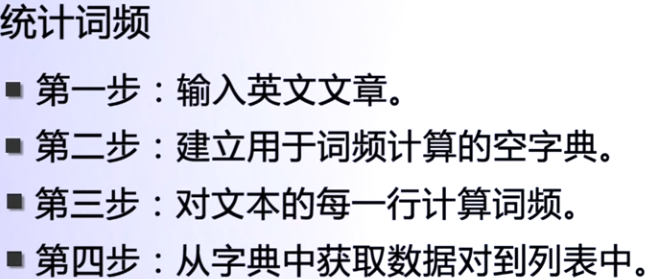 统计词频
第一步：输入英文文章。
第二步：建立用于词频计算的空字典。
第三步：对文本的每一行计算词频。
第四步：从字典中获取数据对到列表中。